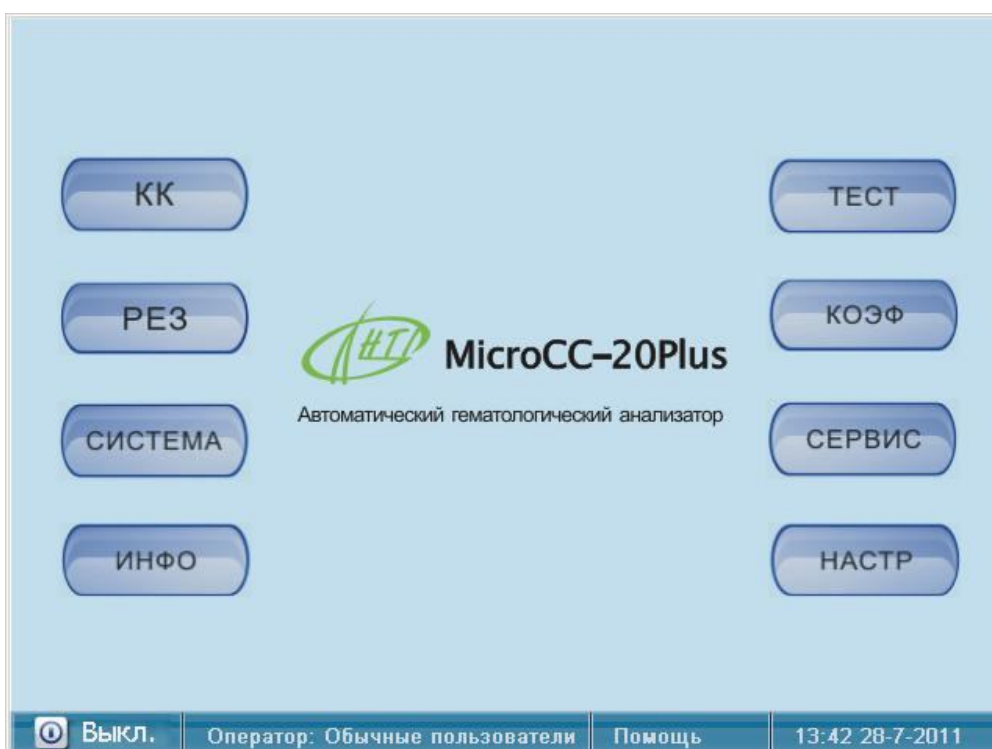 КК
ТЕСТ
РЕЗ
КОЭФ
НТІ MicroCC-20Plus
Автоматический гематологический анализатор
СИСТЕМА
СЕРВИС
ИНФО
НАСТР
Выкл.
Оператор: Обычные пользователи
Помощь
13:42 28-7-2011